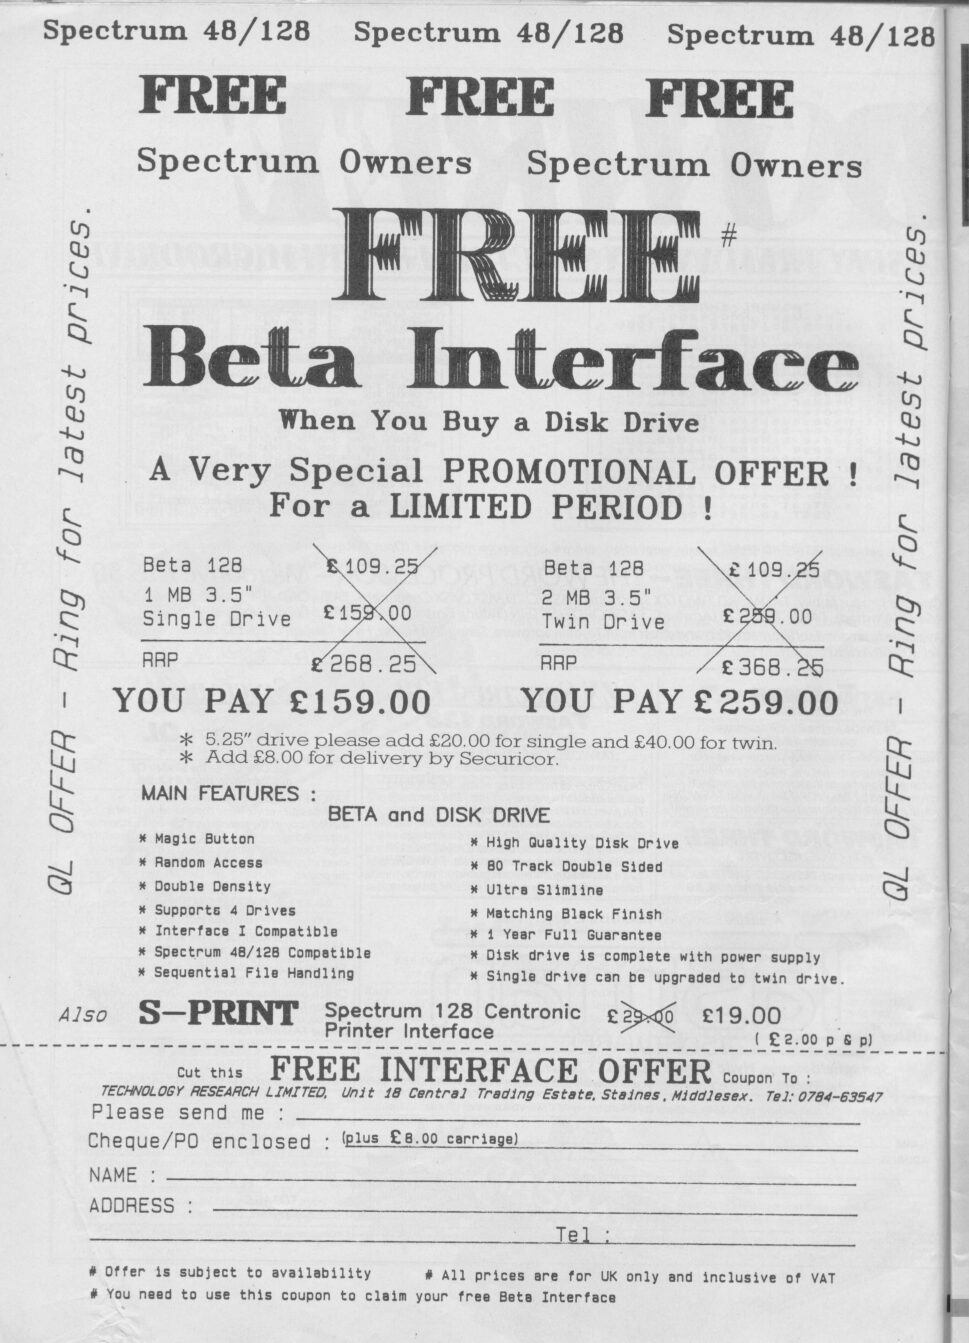 Spectrum 48/128 Spectrum 48/128 Spectrum 48/128
FREE FREE FREE
Spectrum Owners Spectrum Owners
FREE #
Beta Interface
When You Buy a Disk Drive
A Very Special PROMOTIONAL OFFER !
For a LIMITED PERIOD !
QL OFFER - Ring for latest prices.
Beta 128 £109.25
1 MB 3.5"
Single Drive £159.00
RRP £268.25
YOU PAY £159.00
Beta 128 £109.25
2 MB 3.5"
Twin Drive £259.00
RRP £368.25
YOU PAY £259.00
QL OFFER - Ring for latest prices.
* 5.25" drive please add £20.00 for single and £40.00 for twin.
* Add £8.00 for delivery by Securicor.
MAIN FEATURES :
BETA and DISK DRIVE
* Magic Button
* Random Access
* Double Density
* Supports 4 Drives
* Interface I Compatible
* Spectrum 48/128 Compatible
* Sequential File Handling
* High Quality Disk Drive
* 80 Track Double Sided
* Ultra Slimline
* Matching Black Finish
* 1 Year Full Guarantee
* Disk drive is complete with power supply
* Single drive can be upgraded to twin drive.
Also S-PRINT Spectrum 128 Centronic £29.00 £19.00
Printer Interface ( £2.00 p & p)
Cut this FREE INTERFACE OFFER Coupon To :
TECHNOLOGY RESEARCH LIMITED, Unit 18 Central Trading Estate, Staines, Middlesex. Tel: 0784-63547
Please send me :
Cheque/PO enclosed : (plus £8.00 carriage)
NAME :
ADDRESS :
Tel :
# Offer is subject to availability # All prices are for UK only and inclusive of VAT
# You need to use this coupon to claim your free Beta Interface